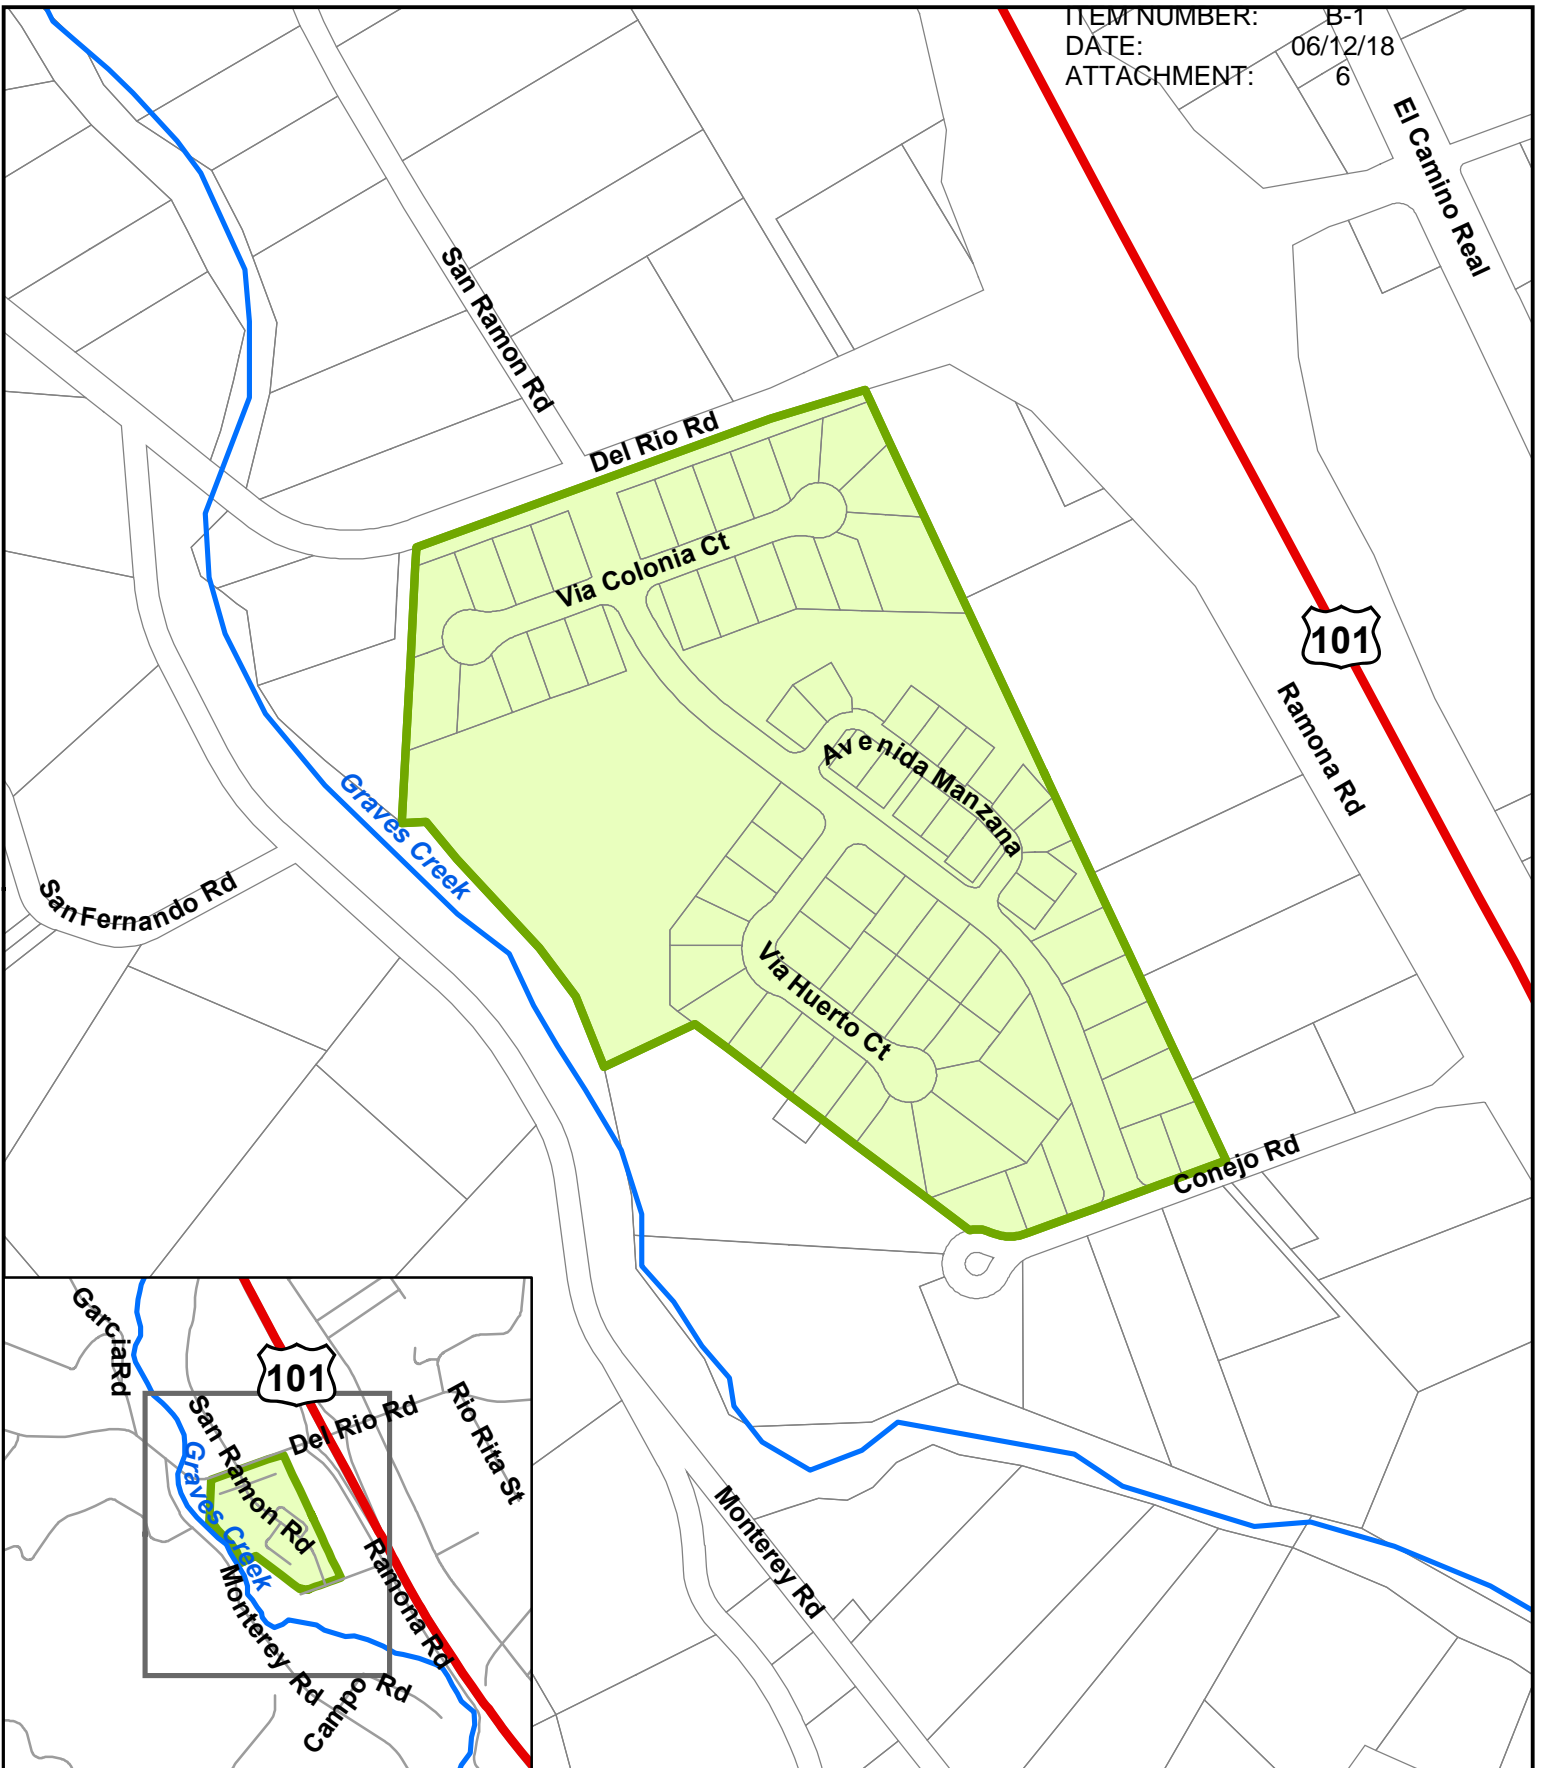 ITEM NUMBER: B-1
DATE: 06/12/18
ATTACHMENT: 6
El Camino Real
San Ramon Rd
Del Rio Rd
Via Colonia Ct
101
Ramona Rd
Avenida Manzana
Graves Creek
San Fernando Rd
Via Huerto Ct
Conejo Rd
Monterey Rd
Garcia Rd
101
San Ramon Rd
Del Rio Rd
Rio Rita St
Graves Creek
Ramona Rd
Monterey Rd
Campo Rd